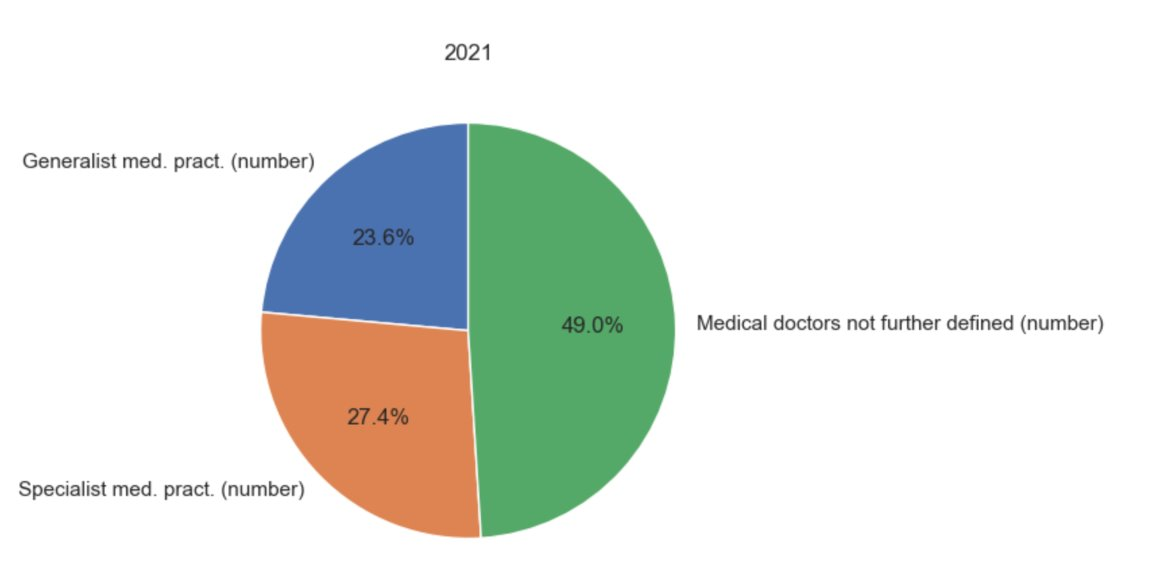 2021
Generalist med. pract. (number)
23.6%
49.0%
Medical doctors not further defined (number)
27.4%
Specialist med. pract. (number)